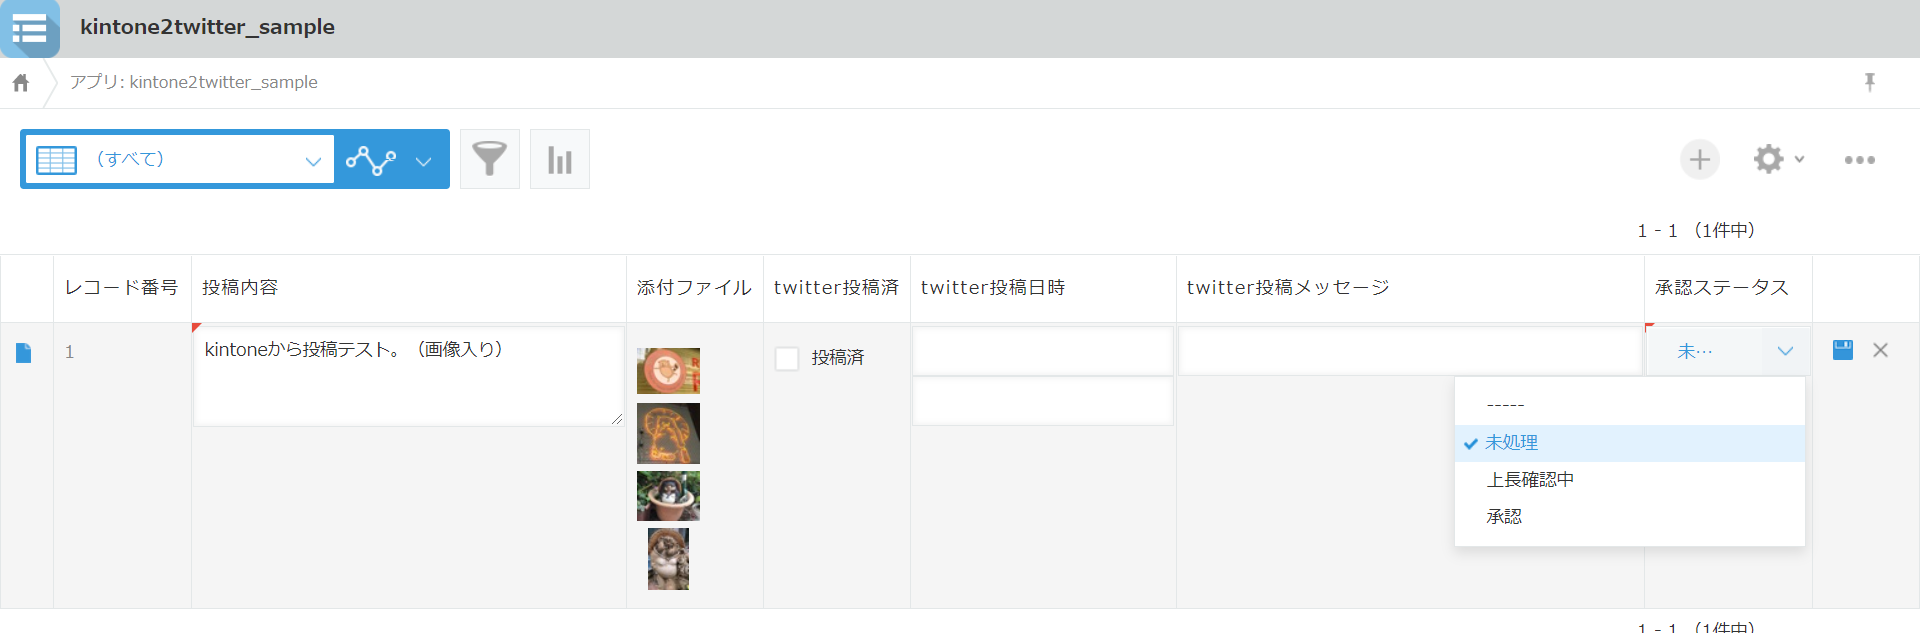 kintone2twitter_sample
アプリ: kintone2twitter_sample
（すべて）
1 - 1 （1件中）
レコード番号 投稿内容 添付ファイル twitter投稿済 twitter投稿日時 twitter投稿メッセージ 承認ステータス
1 kintoneから投稿テスト。（画像入り） 投稿済 未…
-----
未処理
上長確認中
承認
1 - 1 （1件中）